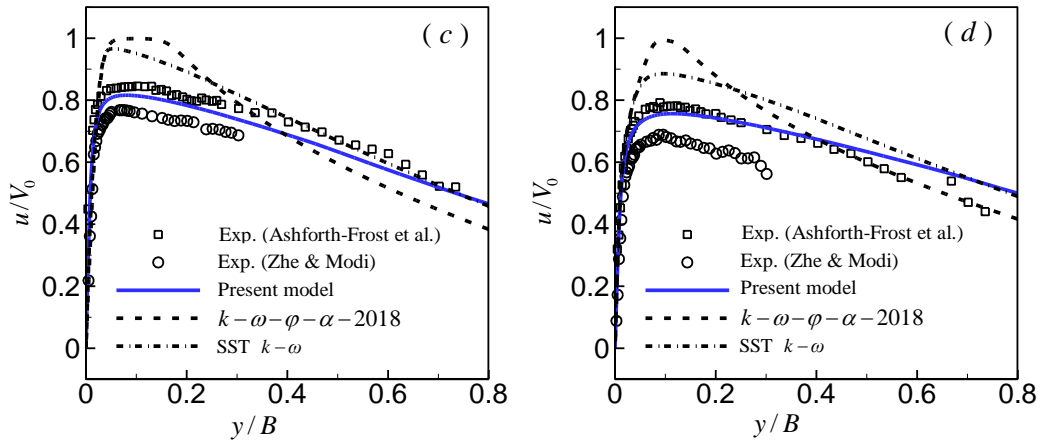 (c)
1
0.8
0.6
0.4
0.2
0
u/V₀
Exp. (Ashforth-Frost et al.)
Exp. (Zhe & Modi)
Present model
k−ω−φ−α−2018
SST k−ω
0 0.2 0.4 0.6 0.8
y/B
(d)
1
0.8
0.6
0.4
0.2
0
u/V₀
Exp. (Ashforth-Frost et al.)
Exp. (Zhe & Modi)
Present model
k−ω−φ−α−2018
SST k−ω
0 0.2 0.4 0.6 0.8
y/B